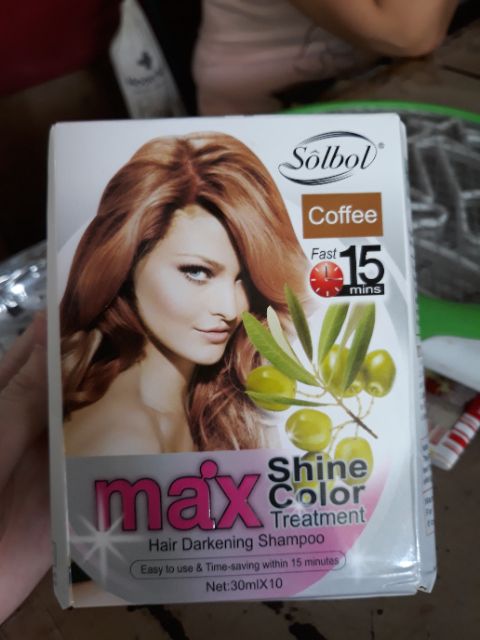 Sôlbol®
Coffee
Fast 15
mins
max
Shine
Color
Treatment
Hair Darkening Shampoo
Easy to use & Time-saving within 15 minutes
Net:30mlX10